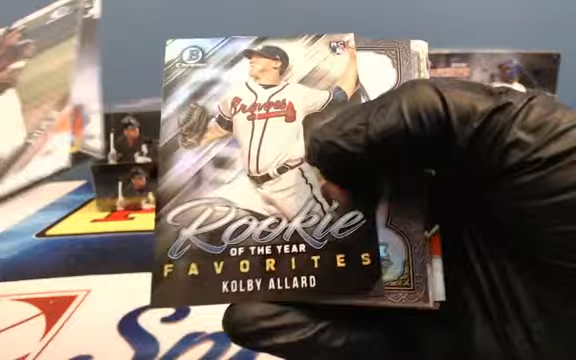 Braves
Rookie
OF THE YEAR
FAVORITES
KOLBY ALLARD